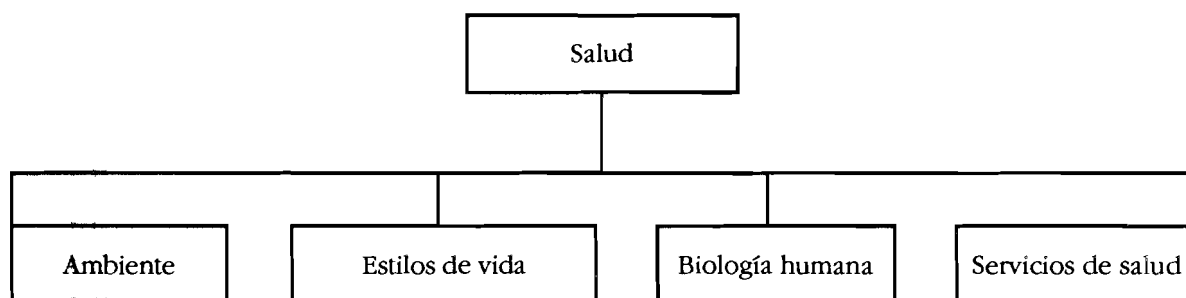 Salud
Ambiente
Estilos de vida
Biología humana
Servicios de salud